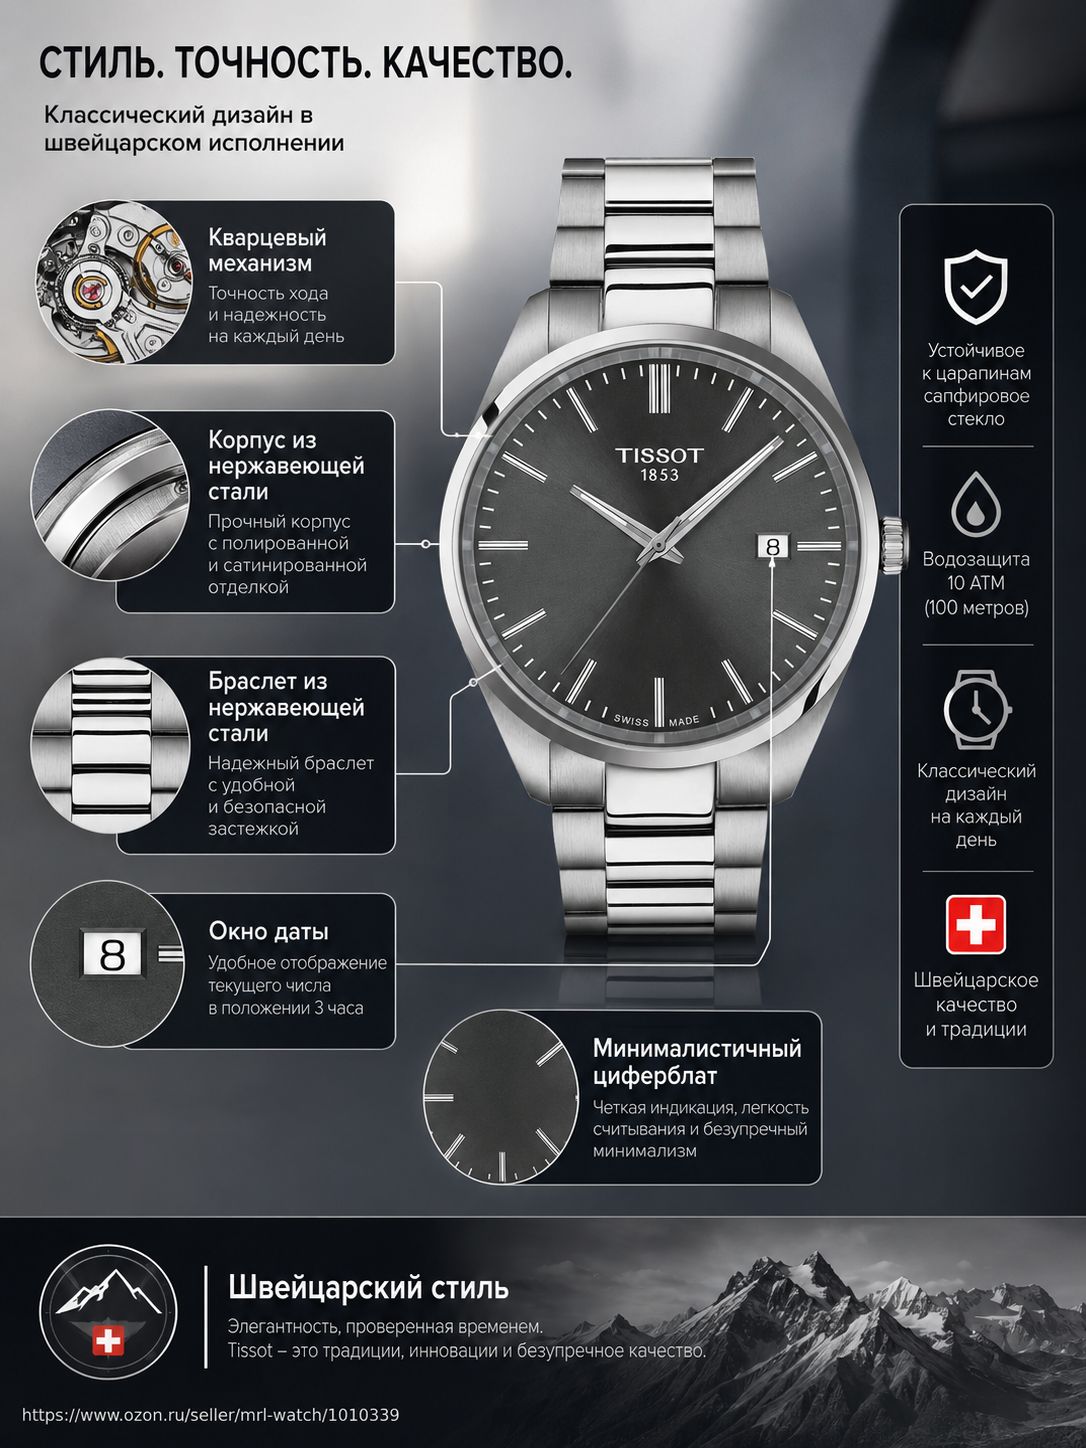 СТИЛЬ. ТОЧНОСТЬ. КАЧЕСТВО.
Классический дизайн в
швейцарском исполнении
Кварцевый
механизм
Точность хода
и надежность
на каждый день
Корпус из
нержавеющей
стали
Прочный корпус
с полированной
и сатинированной
отделкой
Браслет из
нержавеющей
стали
Надежный браслет
с удобной
и безопасной
застежкой
8
Окно даты
Удобное отображение
текущего числа
в положении 3 часа
TISSOT
1853
8
SWISS MADE
Минималистичный
циферблат
Четкая индикация, легкость
считывания и безупречный
минимализм
Устойчивое
к царапинам
сапфировое
стекло
Водозащита
10 АТМ
(100 метров)
Классический
дизайн
на каждый
день
Швейцарское
качество
и традиции
Швейцарский стиль
Элегантность, проверенная временем.
Tissot – это традиции, инновации и безупречное качество.
https://www.ozon.ru/seller/mrl-watch/1010339